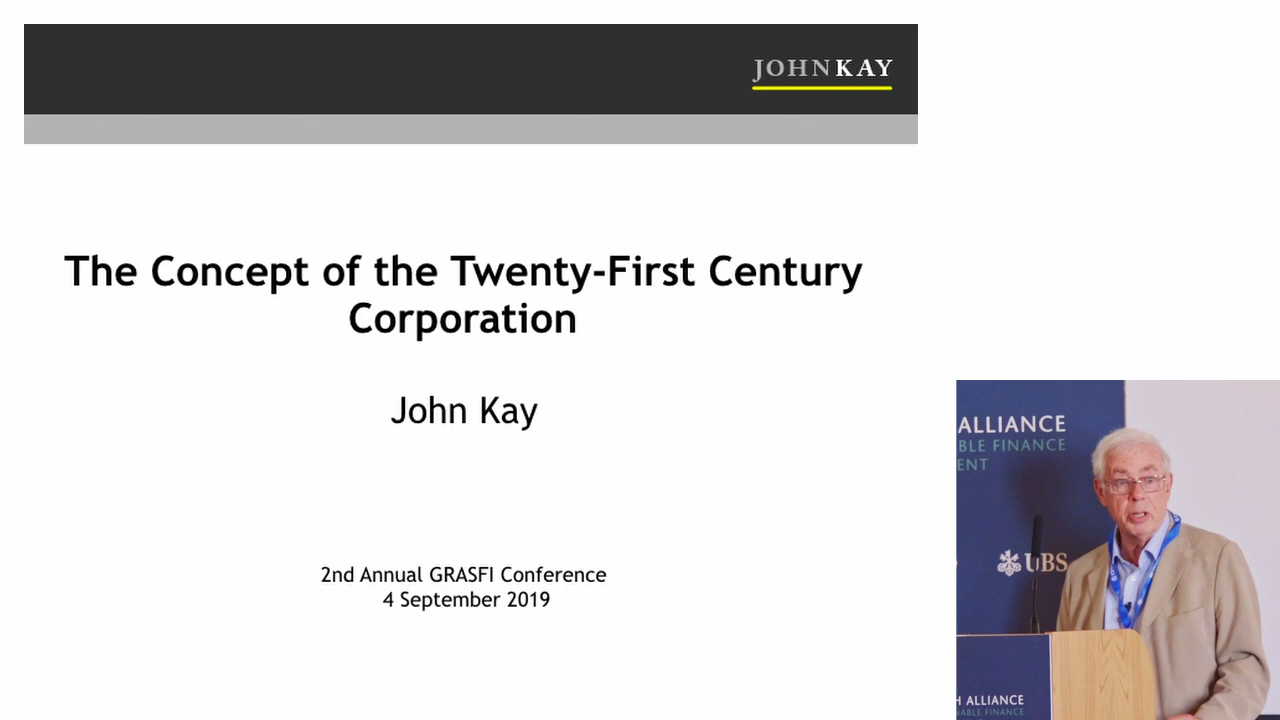 JOHNKAY
The Concept of the Twenty-First Century
Corporation
John Kay
2nd Annual GRASFI Conference
4 September 2019
ALLIANCE
BLE FINANCE
ENT
UBS
H ALLIANCE
NABLE FINANCE